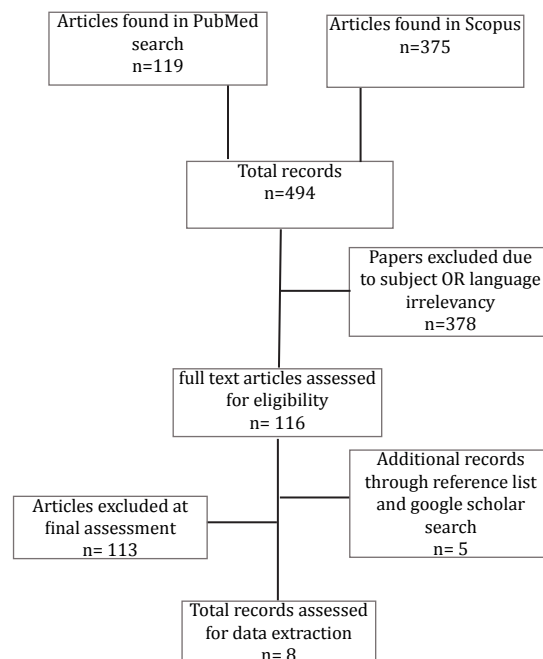 Articles found in PubMed
search
n=119
Articles found in Scopus
n=375
Total records
n=494
Papers excluded due
to subject OR language
irrelevancy
n=378
full text articles assessed
for eligibility
n= 116
Additional records
through reference list
and google scholar
search
n= 5
Articles excluded at
final assessment
n= 113
Total records assessed
for data extraction
n= 8